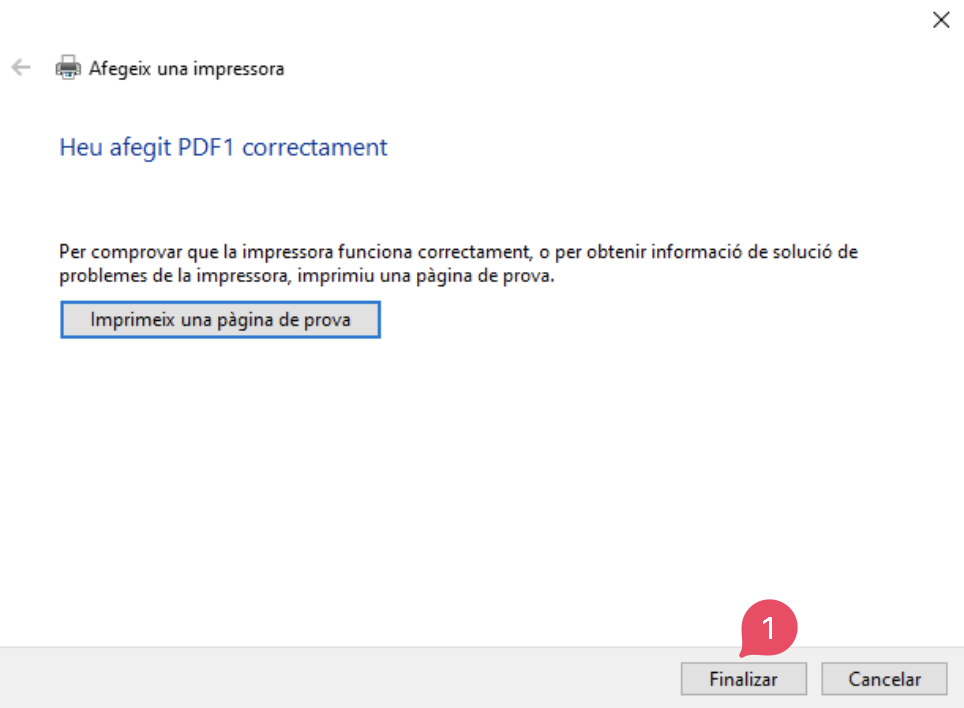 Afegeix una impressora
Heu afegit PDF1 correctament
Per comprovar que la impressora funciona correctament, o per obtenir informació de solució de
problemes de la impressora, imprimiu una pàgina de prova.
Imprimeix una pàgina de prova
1
Finalizar
Cancelar